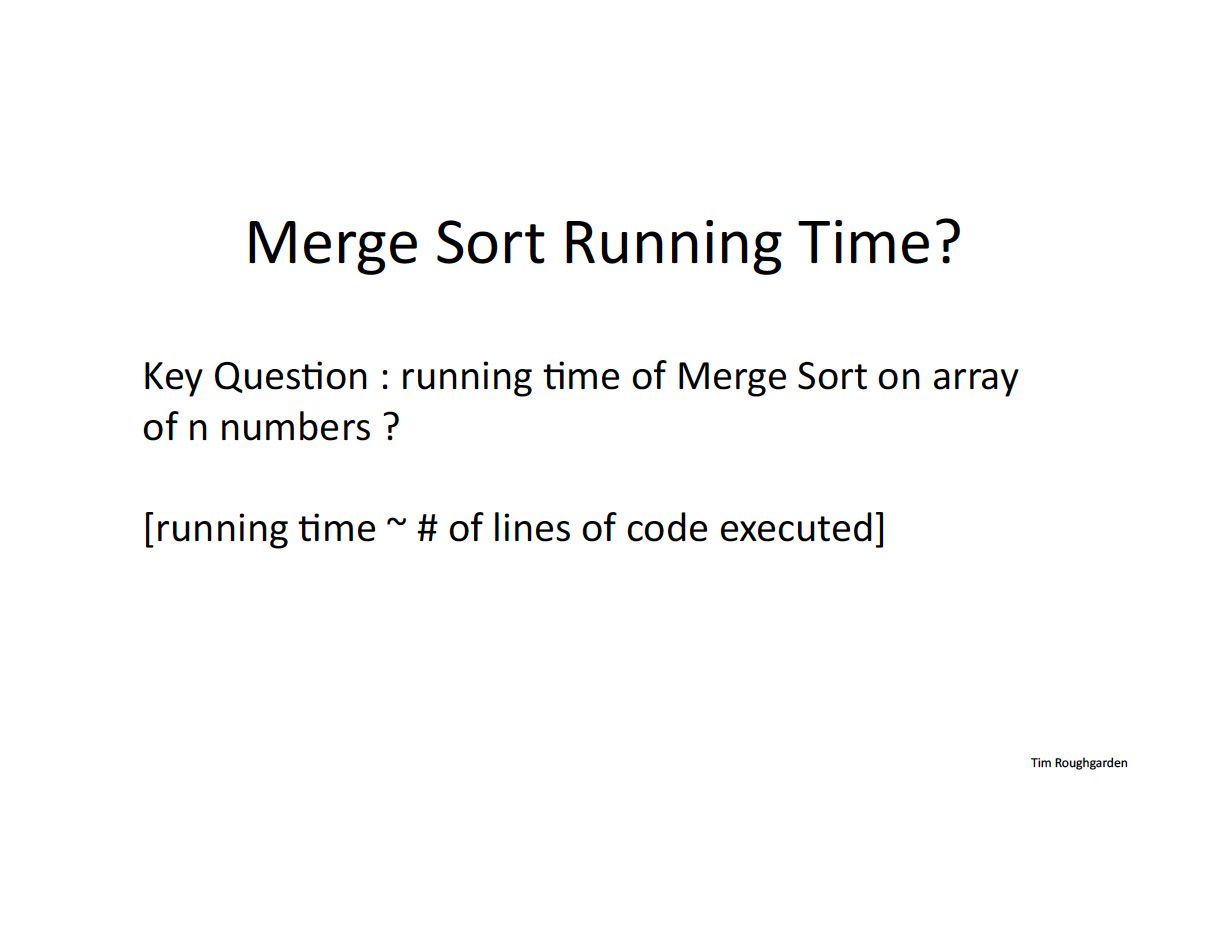 Merge Sort Running Time?
Key Question : running time of Merge Sort on array
of n numbers ?
[running time ~ # of lines of code executed]
Tim Roughgarden